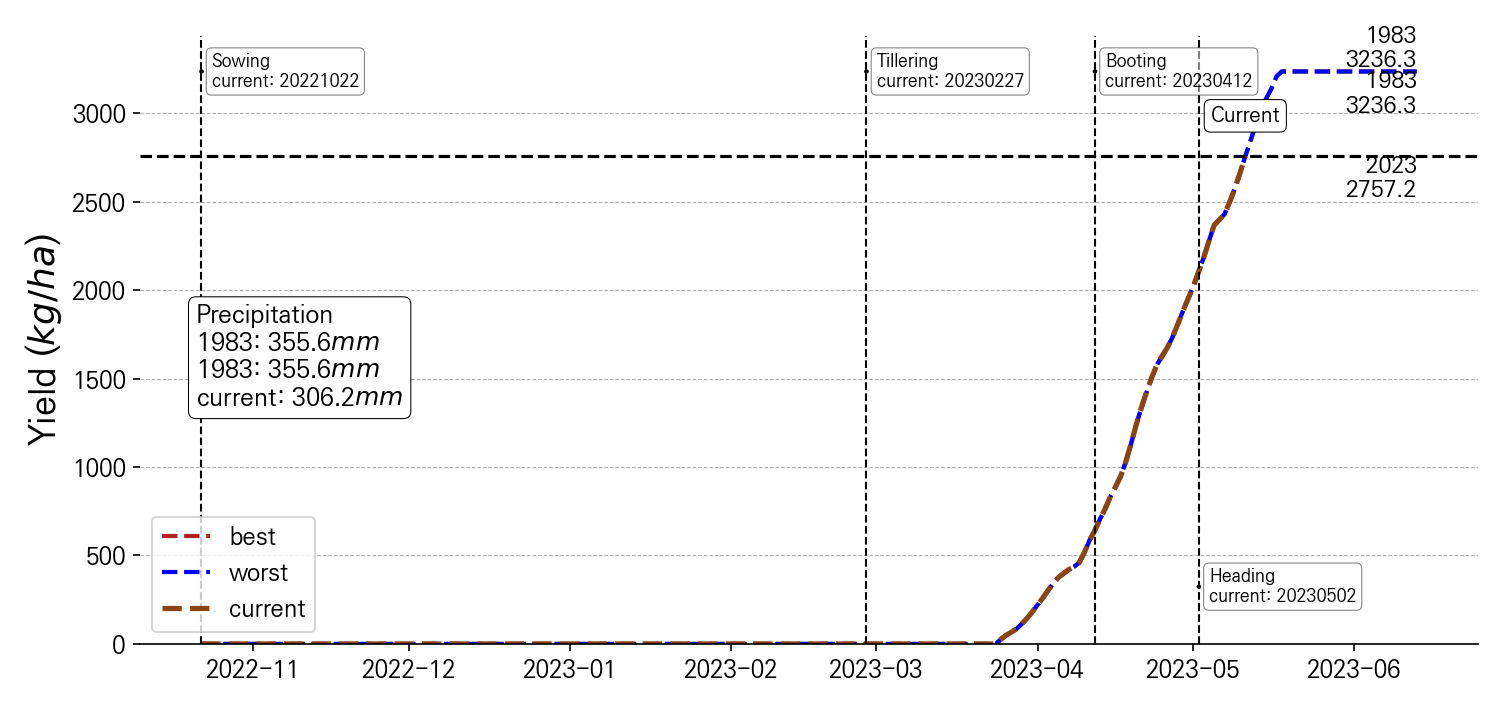 1983
3236.3
1983
3236.3
Sowing
current: 20221022
Tillering
current: 20230227
Booting
current: 20230412
Current
2023
2757.2
Yield (kg/ha)
3000
2500
2000
1500
1000
500
0
Precipitation
1983: 355.6mm
1983: 355.6mm
current: 306.2mm
best
worst
current
Heading
current: 20230502
2022-11
2022-12
2023-01
2023-02
2023-03
2023-04
2023-05
2023-06